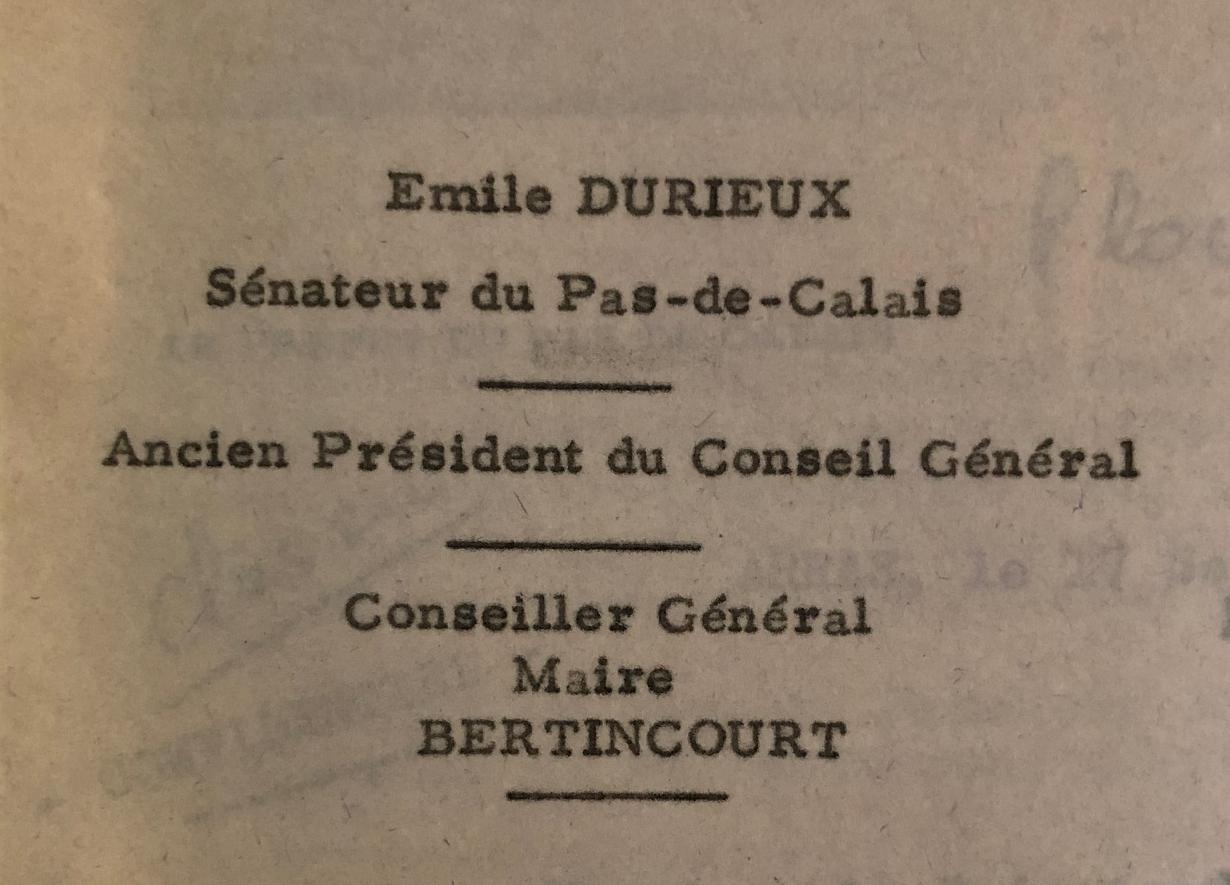 Emile DURIEUX
Sénateur du Pas-de-Calais
Ancien Président du Conseil Général
Conseiller Général
Maire
BERTINCOURT